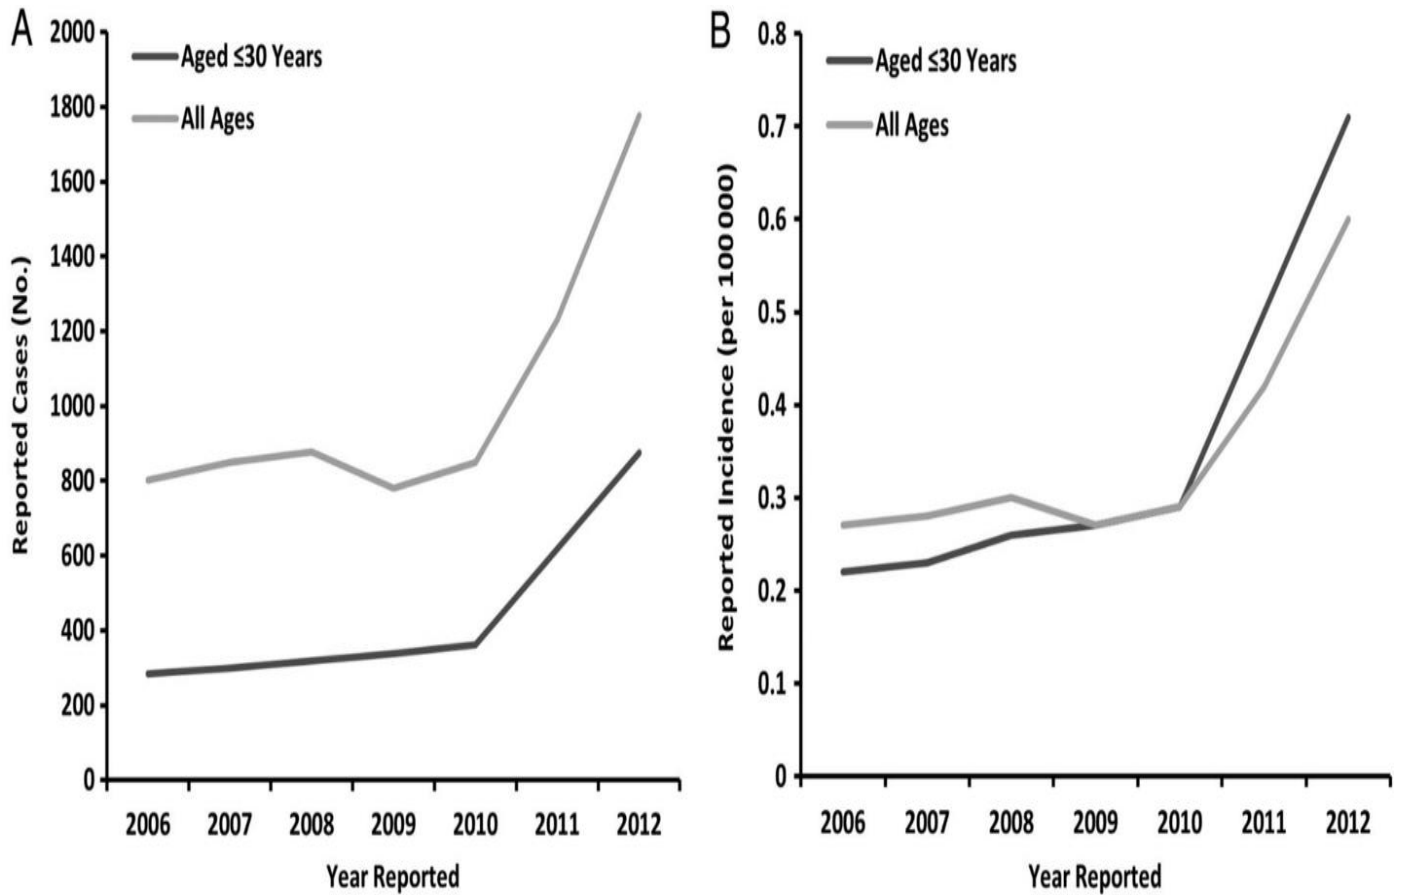 A
Reported Cases (No.)
2000
1800
1600
1400
1200
1000
800
600
400
200
0
Aged ≤30 Years
All Ages
2006 2007 2008 2009 2010 2011 2012
Year Reported
B
Reported Incidence (per 100 000)
0.8
0.7
0.6
0.5
0.4
0.3
0.2
0.1
0
Aged ≤30 Years
All Ages
2006 2007 2008 2009 2010 2011 2012
Year Reported